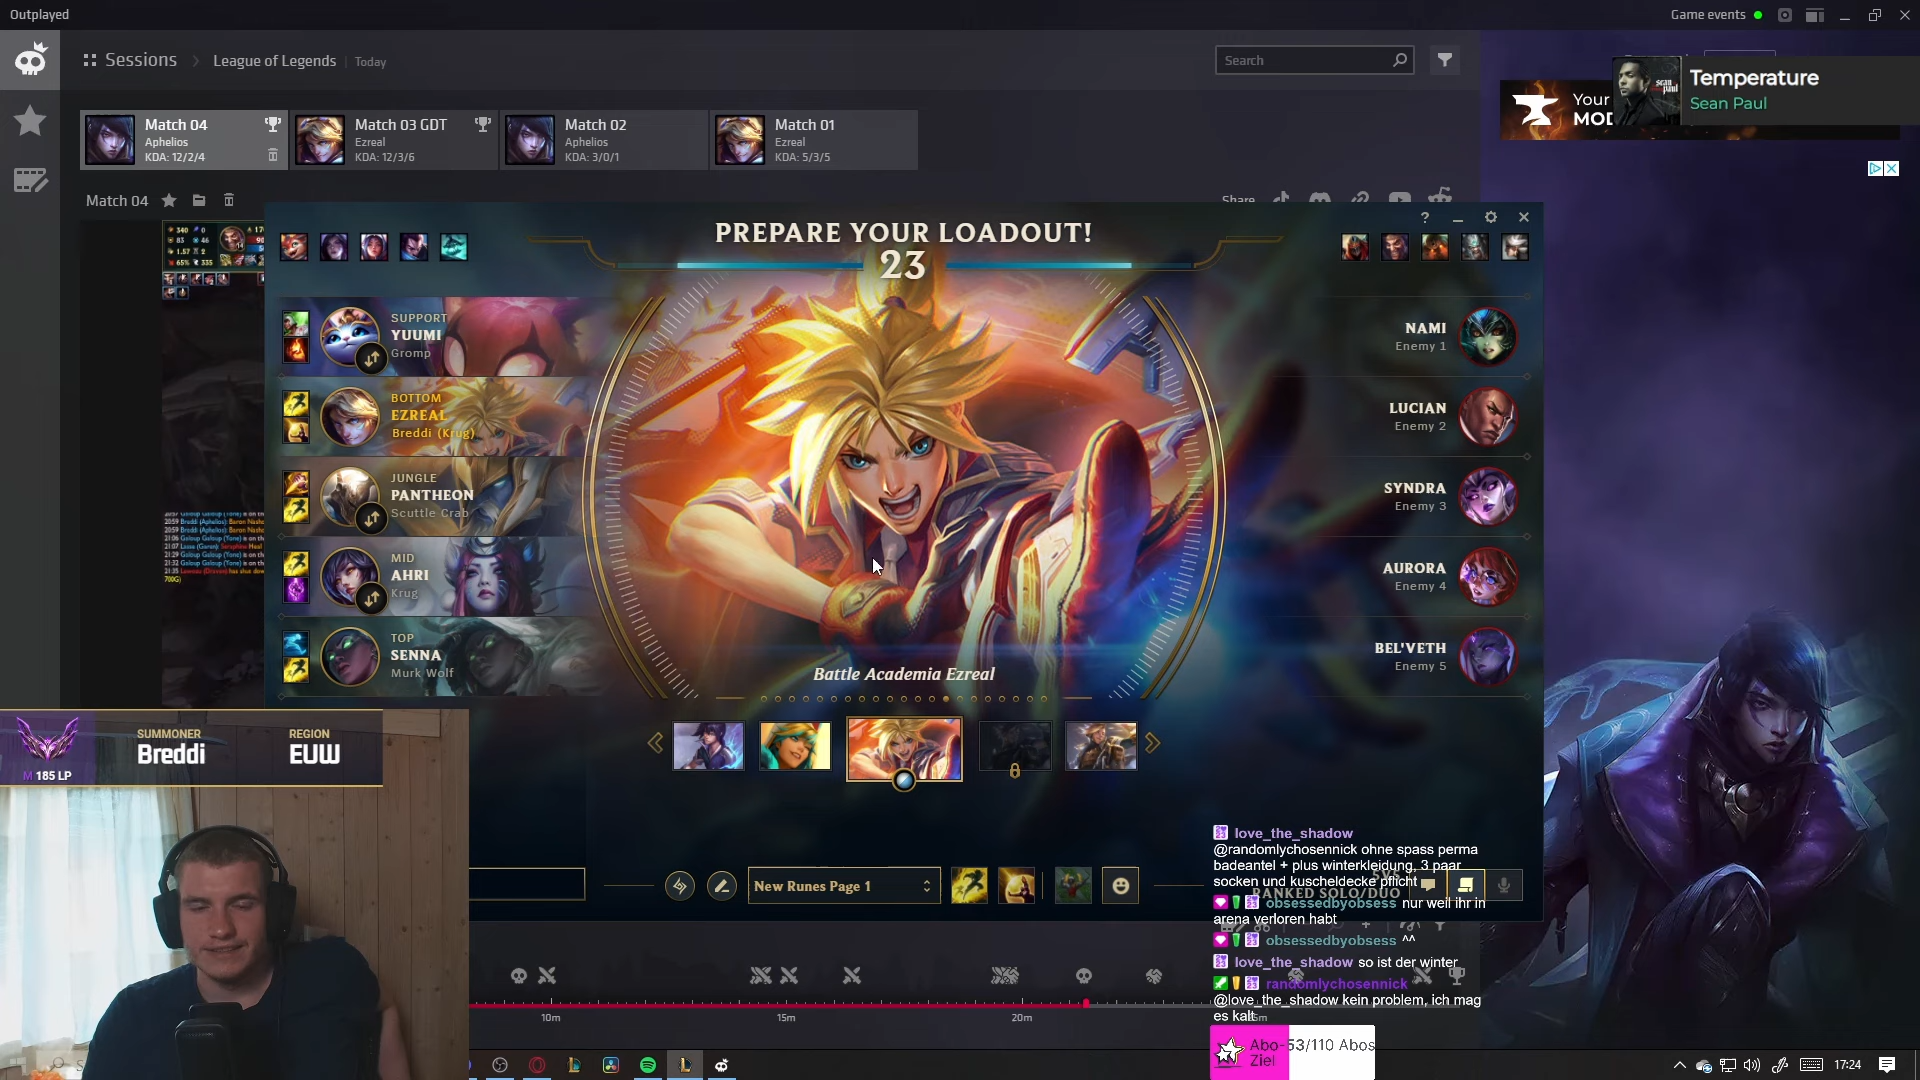 Outplayed
Game events
Sessions
League of Legends
Today
Search
Match 04
Aphelios
KDA: 12/2/4
Match 03 GDT
Ezreal
KDA: 12/3/6
Match 02
Aphelios
KDA: 3/0/1
Match 01
Ezreal
KDA: 5/3/5
Your
Temperature
Sean Paul
Match 04
Share
PREPARE YOUR LOADOUT!
23
SUPPORT
YUUMI
Gromp
BOTTOM
EZREAL
Breddi (Krug)
JUNGLE
PANTHEON
Scuttle Crab
MID
AHRI
Krug
TOP
SENNA
Murk Wolf
NAMI
Enemy 1
LUCIAN
Enemy 2
SYNDRA
Enemy 3
AURORA
Enemy 4
BEL'VETH
Enemy 5
Battle Academia Ezreal
New Runes Page 1
RANKED SOLO/DUO
SUMMONER
Breddi
REGION
EUW
M 185 LP
love_the_shadow
@randomlychosennick ohne spass perma
badeantel + plus winterkleidung, 3 paar
socken und kuscheldecke pflicht
obsessedbyobsess nur weil ihr in
arena verloren habt
obsessedbyobsess ^^
love_the_shadow so ist der winter
randomlychosennick
@love_the_shadow kein problem, ich mag
es kalt
10m
15m
20m
Abo-
Ziel
53/110 Abos
17:24